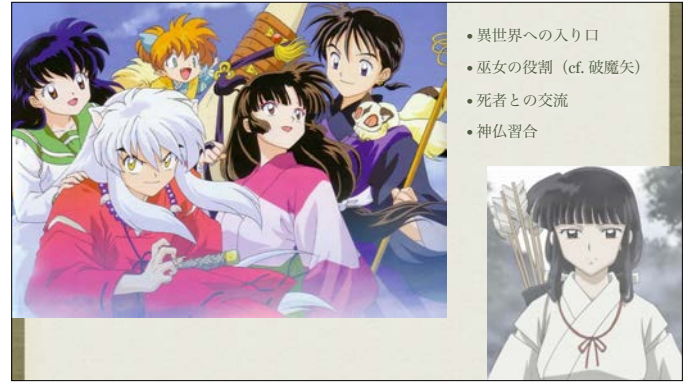 • 異世界への入り口
• 巫女の役割（cf. 破魔矢）
• 死者との交流
• 神仏習合